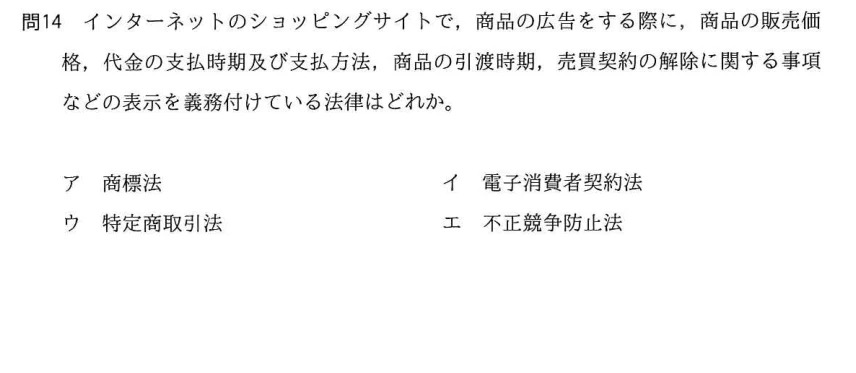 問14 インターネットのショッピングサイトで，商品の広告をする際に，商品の販売価
格，代金の支払時期及び支払方法，商品の引渡時期，売買契約の解除に関する事項
などの表示を義務付けている法律はどれか。
ア 商標法 イ 電子消費者契約法
ウ 特定商取引法 エ 不正競争防止法